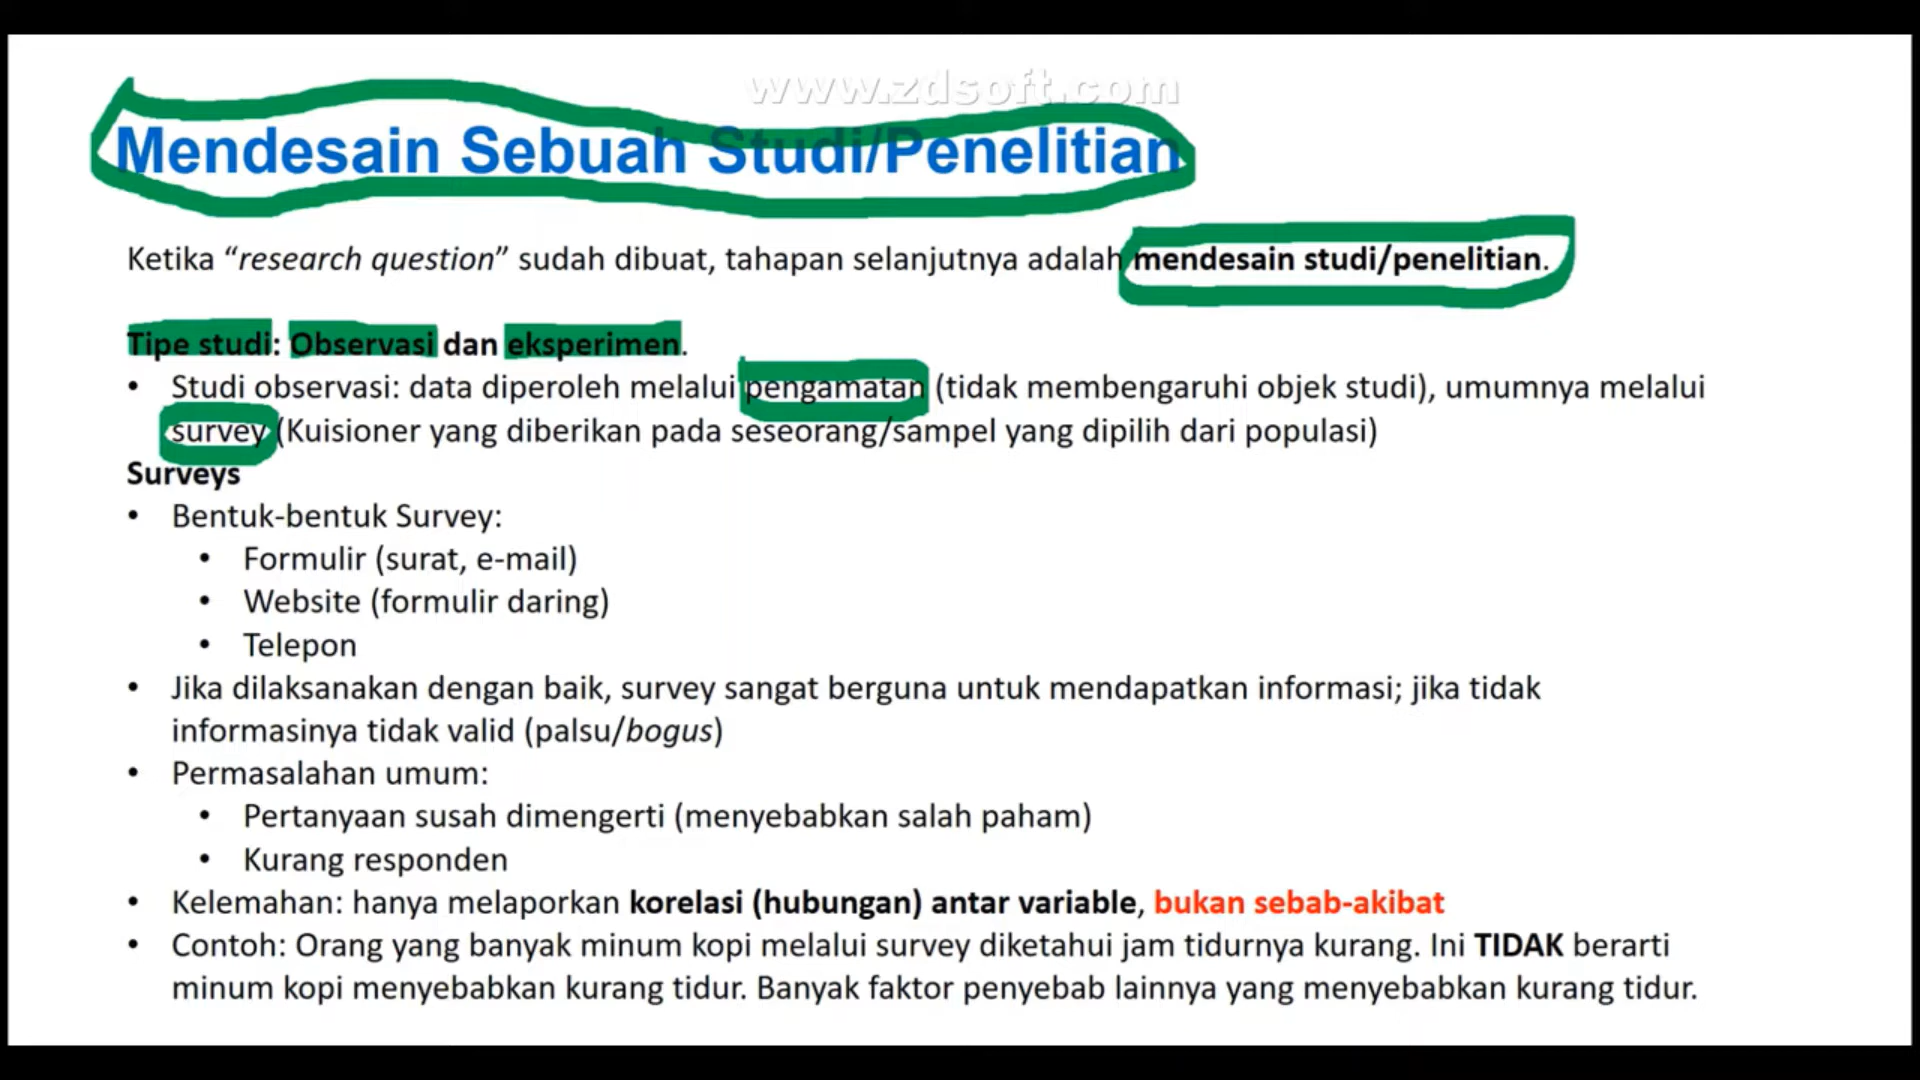 www.zdsoft.com
Mendesain Sebuah Studi/Penelitian
Ketika “research question” sudah dibuat, tahapan selanjutnya adalah mendesain studi/penelitian.
Tipe studi: Observasi dan eksperimen.
• Studi observasi: data diperoleh melalui pengamatan (tidak membengaruhi objek studi), umumnya melalui
survey (Kuisioner yang diberikan pada seseorang/sampel yang dipilih dari populasi)
Surveys
• Bentuk-bentuk Survey:
• Formulir (surat, e-mail)
• Website (formulir daring)
• Telepon
• Jika dilaksanakan dengan baik, survey sangat berguna untuk mendapatkan informasi; jika tidak
informasinya tidak valid (palsu/bogus)
• Permasalahan umum:
• Pertanyaan susah dimengerti (menyebabkan salah paham)
• Kurang responden
• Kelemahan: hanya melaporkan korelasi (hubungan) antar variable, bukan sebab-akibat
• Contoh: Orang yang banyak minum kopi melalui survey diketahui jam tidurnya kurang. Ini TIDAK berarti
minum kopi menyebabkan kurang tidur. Banyak faktor penyebab lainnya yang menyebabkan kurang tidur.